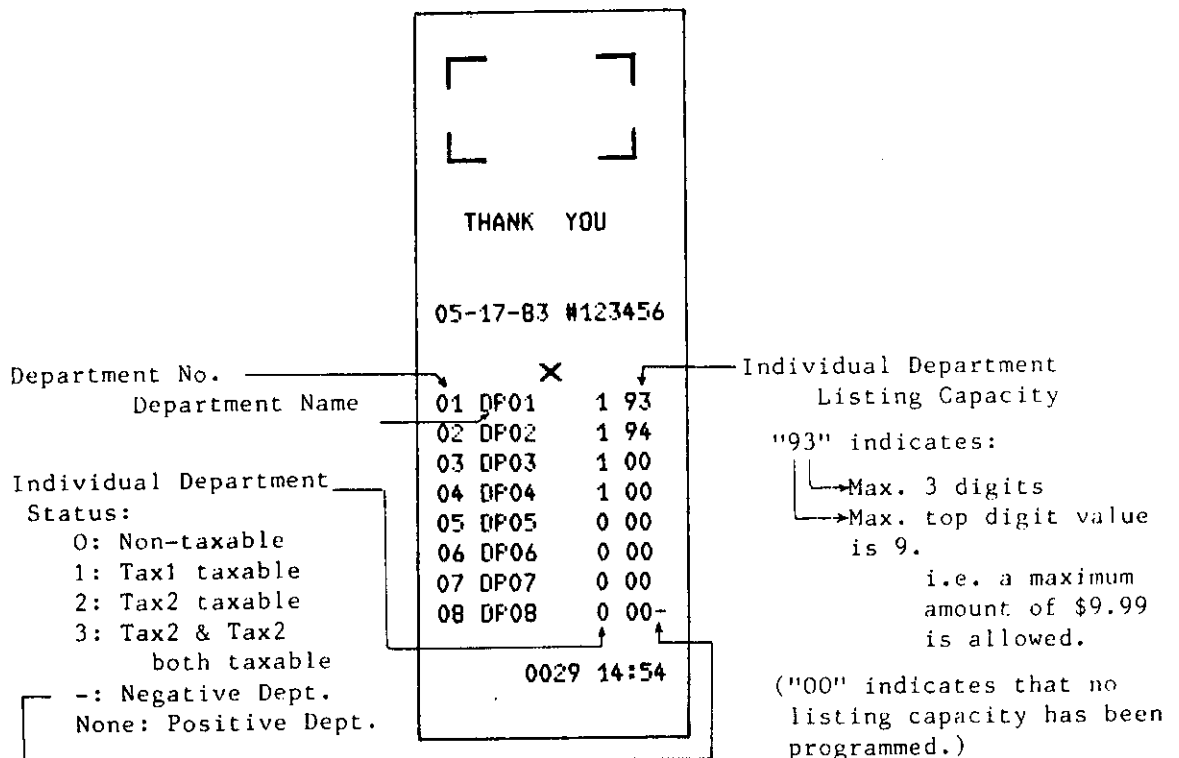 THANK YOU
05-17-83 #123456
X
01 DP01 1 93
02 DP02 1 94
03 DP03 1 00
04 DP04 1 00
05 DP05 0 00
06 DP06 0 00
07 DP07 0 00
08 DP08 0 00-
0029 14:54
Department No.
Department Name
Individual Department
Status:
0: Non-taxable
1: Tax1 taxable
2: Tax2 taxable
3: Tax2 & Tax2
both taxable
-: Negative Dept.
None: Positive Dept.
Individual Department
Listing Capacity
"93" indicates:
Max. 3 digits
Max. top digit value
is 9.
i.e. a maximum
amount of $9.99
is allowed.
("00" indicates that no
listing capacity has been
programmed.)